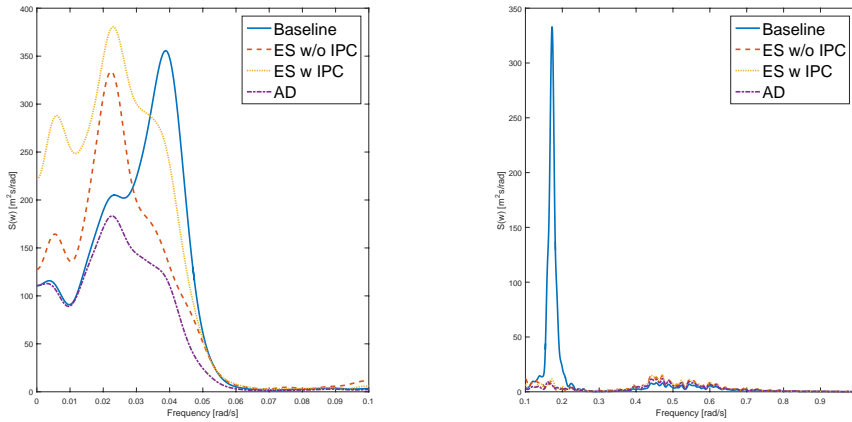 400
350
300
250
200
150
100
50
0
S(w) [m²s/rad]
0 0.01 0.02 0.03 0.04 0.05 0.06 0.07 0.08 0.09 0.1
Frequency [rad/s]
Baseline
ES w/o IPC
ES w IPC
AD
350
300
250
200
150
100
50
0
S(w) [m²s/rad]
0.1 0.2 0.3 0.4 0.5 0.6 0.7 0.8 0.9
Frequency [rad/s]
Baseline
ES w/o IPC
ES w IPC
AD